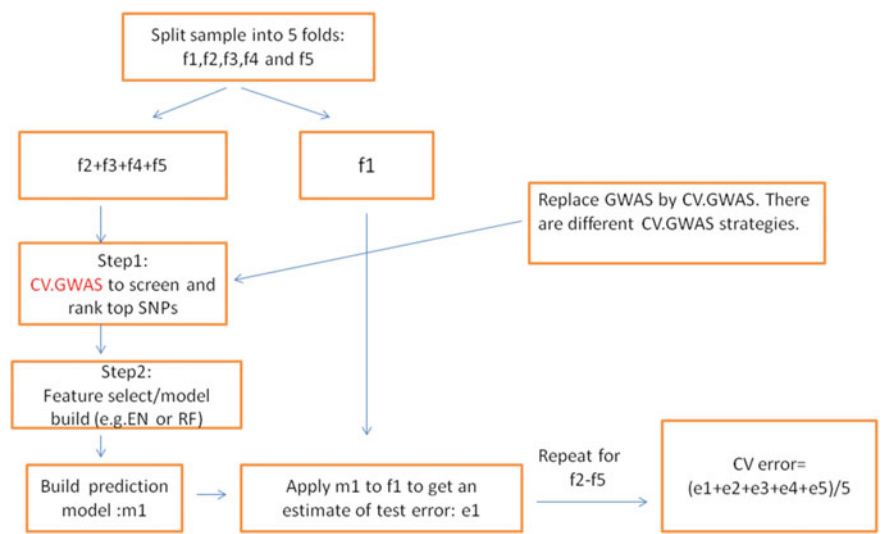 Split sample into 5 folds:
f1,f2,f3,f4 and f5
f2+f3+f4+f5
f1
Replace GWAS by CV.GWAS. There
are different CV.GWAS strategies.
Step1:
CV.GWAS to screen and
rank top SNPs
Step2:
Feature select/model
build (e.g.EN or RF)
Build prediction
model :m1
Apply m1 to f1 to get an
estimate of test error: e1
Repeat for
f2-f5
CV error=
(e1+e2+e3+e4+e5)/5